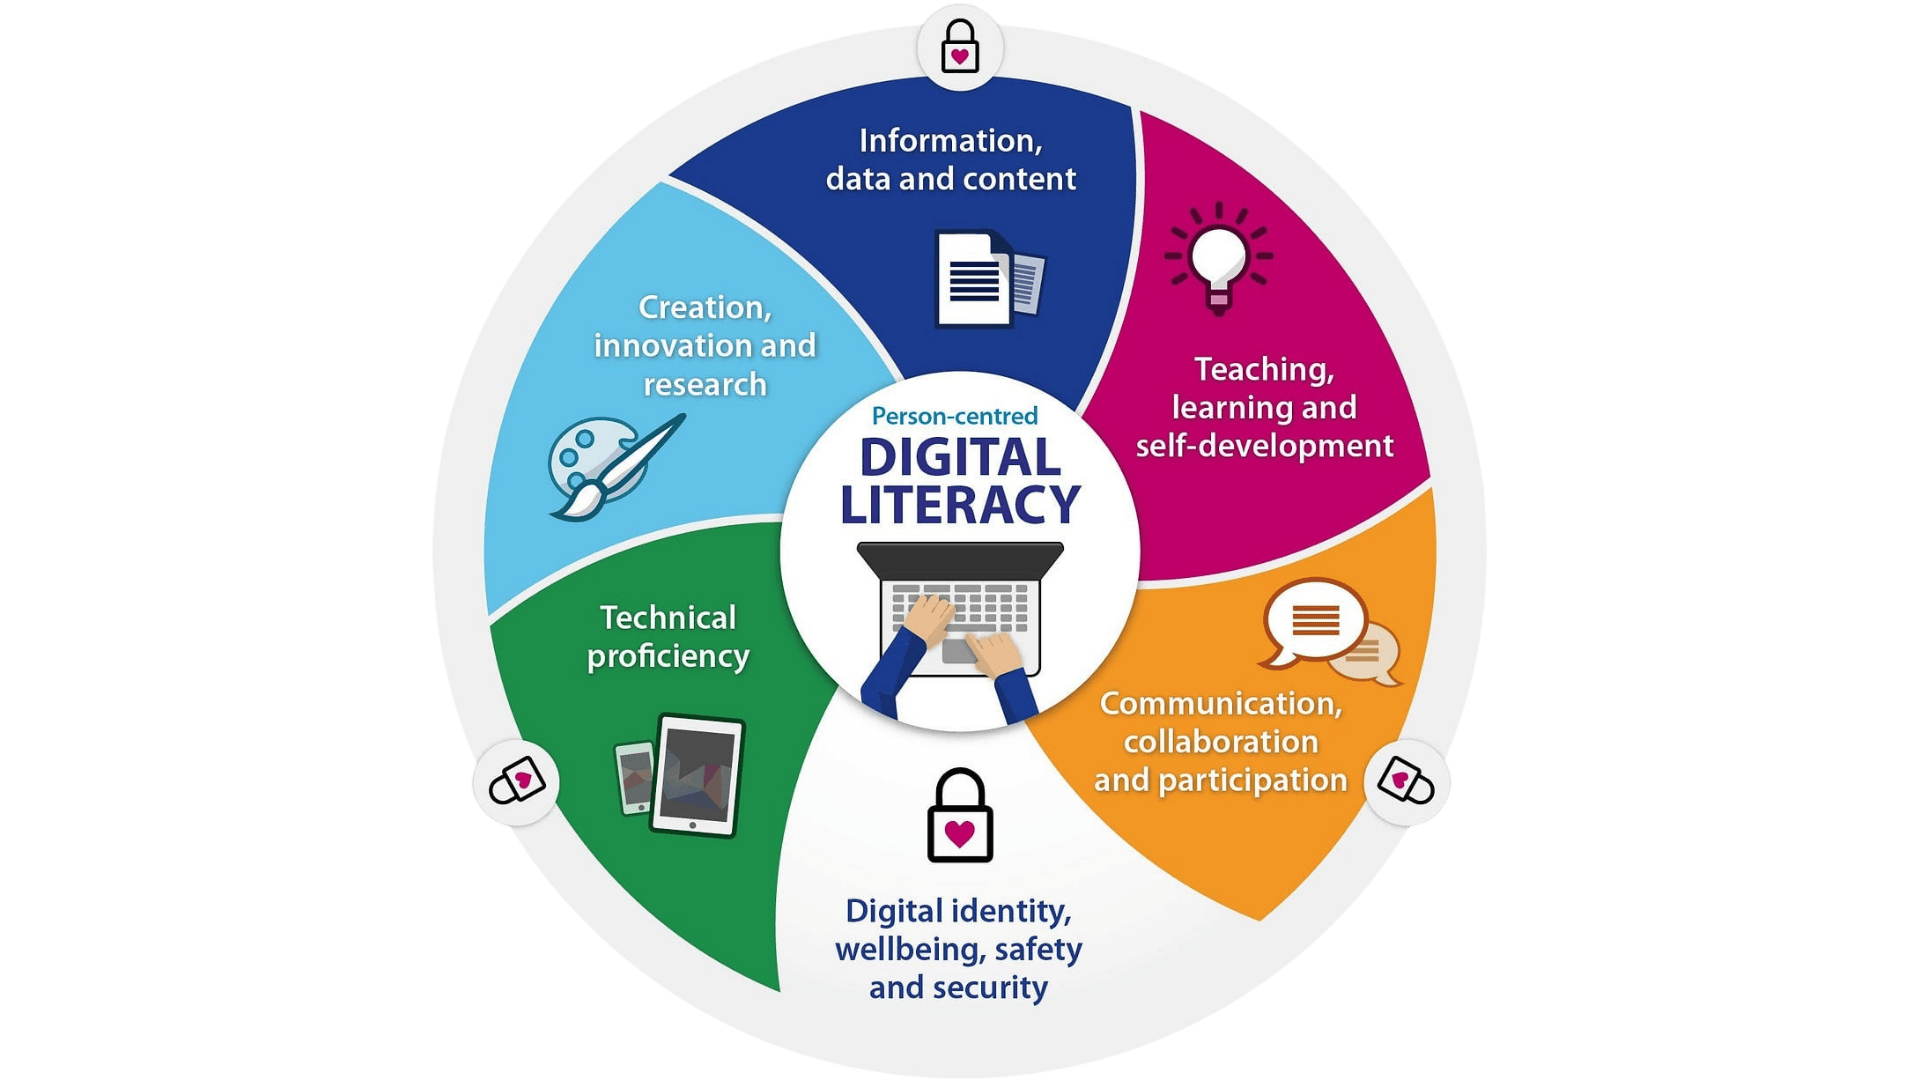 Information,
data and content
Teaching,
learning and
self-development
Communication,
collaboration
and participation
Digital identity,
wellbeing, safety
and security
Technical
proficiency
Creation,
innovation and
research
Person-centred
DIGITAL
LITERACY